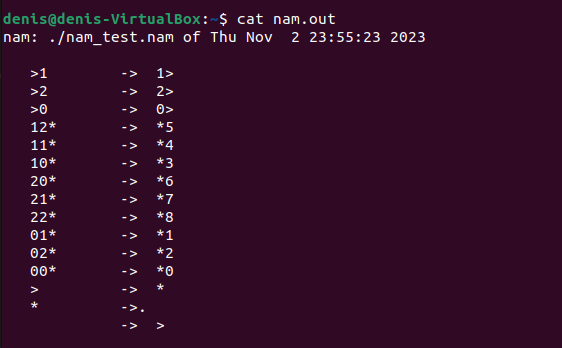 denis@denis-VirtualBox:~$ cat nam.out
nam: ./nam_test.nam of Thu Nov  2 23:55:23 2023
>1 -> 1>
>2 -> 2>
>0 -> 0>
12* -> *5
11* -> *4
10* -> *3
20* -> *6
21* -> *7
22* -> *8
01* -> *1
02* -> *2
00* -> *0
> -> *
* ->.
-> >